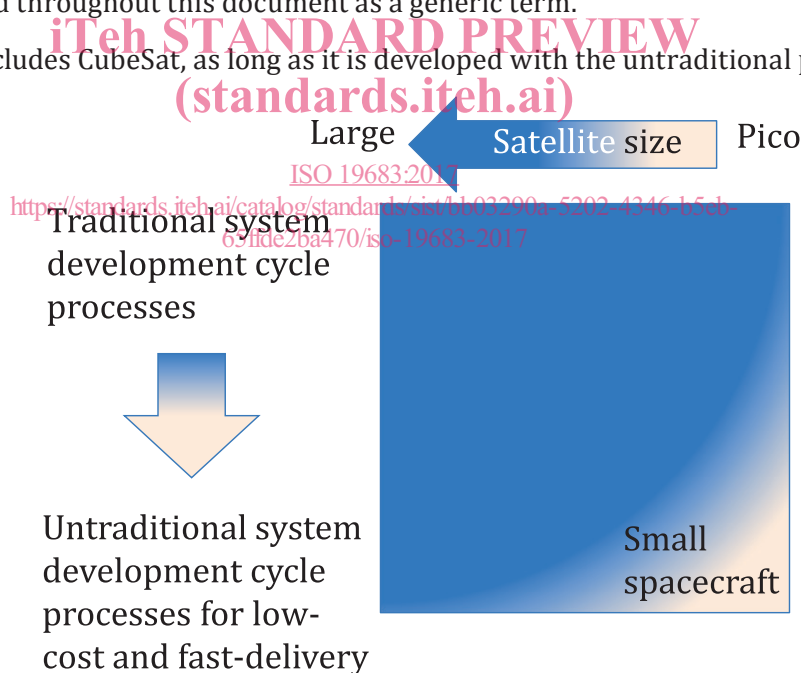 d throughout this document as a generic term.
iTeh STANDARD PREVIEW
cludes CubeSat, as long as it is developed with the untraditional p
(standards.iteh.ai)
Large
Satellite size
Pico
ISO 19683:2017
https://standards.iteh.ai/catalog/standards/sist/bb03290a-5202-4346-b5eb-
65ffde2ba470/iso-19683-2017
Traditional system
development cycle
processes
Untraditional system
development cycle
processes for low-
cost and fast-delivery
Small
spacecraft